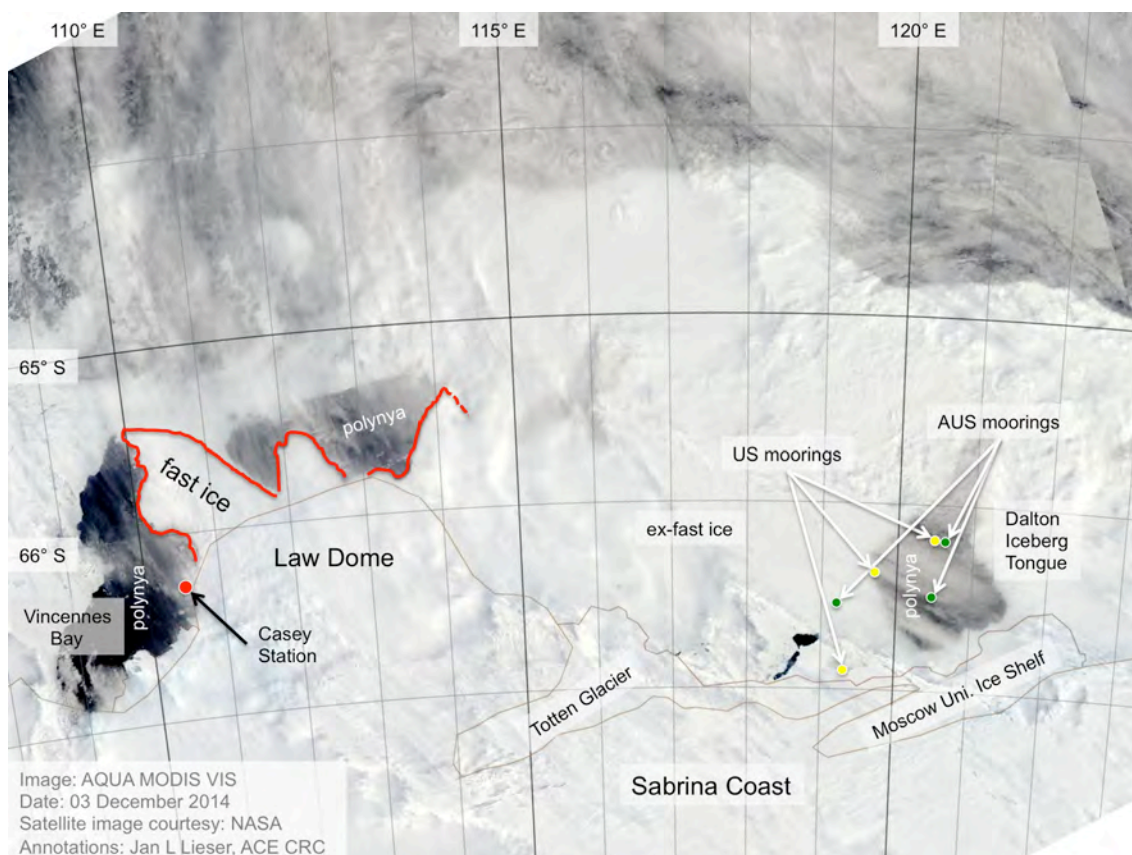 110° E
115° E
120° E
65° S
polynya
AUS moorings
US moorings
fast ice
ex-fast ice
Dalton
Iceberg
Tongue
66° S
Law Dome
polynya
polynya
Vincennes
Bay
Casey
Station
Totten Glacier
Moscow Uni. Ice Shelf
Sabrina Coast
Image: AQUA MODIS VIS
Date: 03 December 2014
Satellite image courtesy: NASA
Annotations: Jan L Lieser, ACE CRC